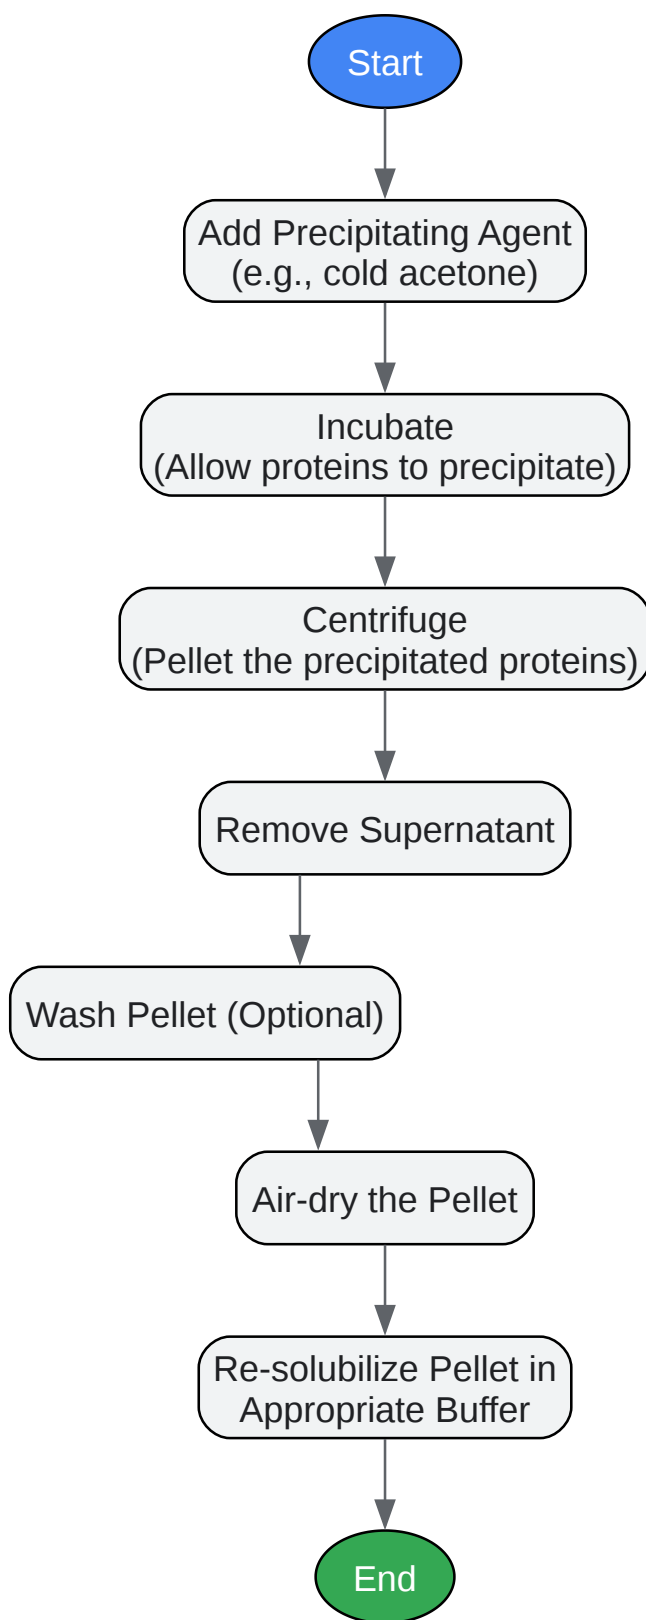 Start
Add Precipitating Agent
(e.g., cold acetone)
Incubate
(Allow proteins to precipitate)
Centrifuge
(Pellet the precipitated proteins)
Remove Supernatant
Wash Pellet (Optional)
Air-dry the Pellet
Re-solubilize Pellet in
Appropriate Buffer
End